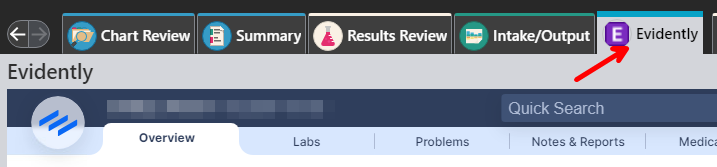 Chart Review Summary Results Review Intake/Output E Evidently
Evidently
Quick Search
Overview Labs Problems Notes & Reports Medica